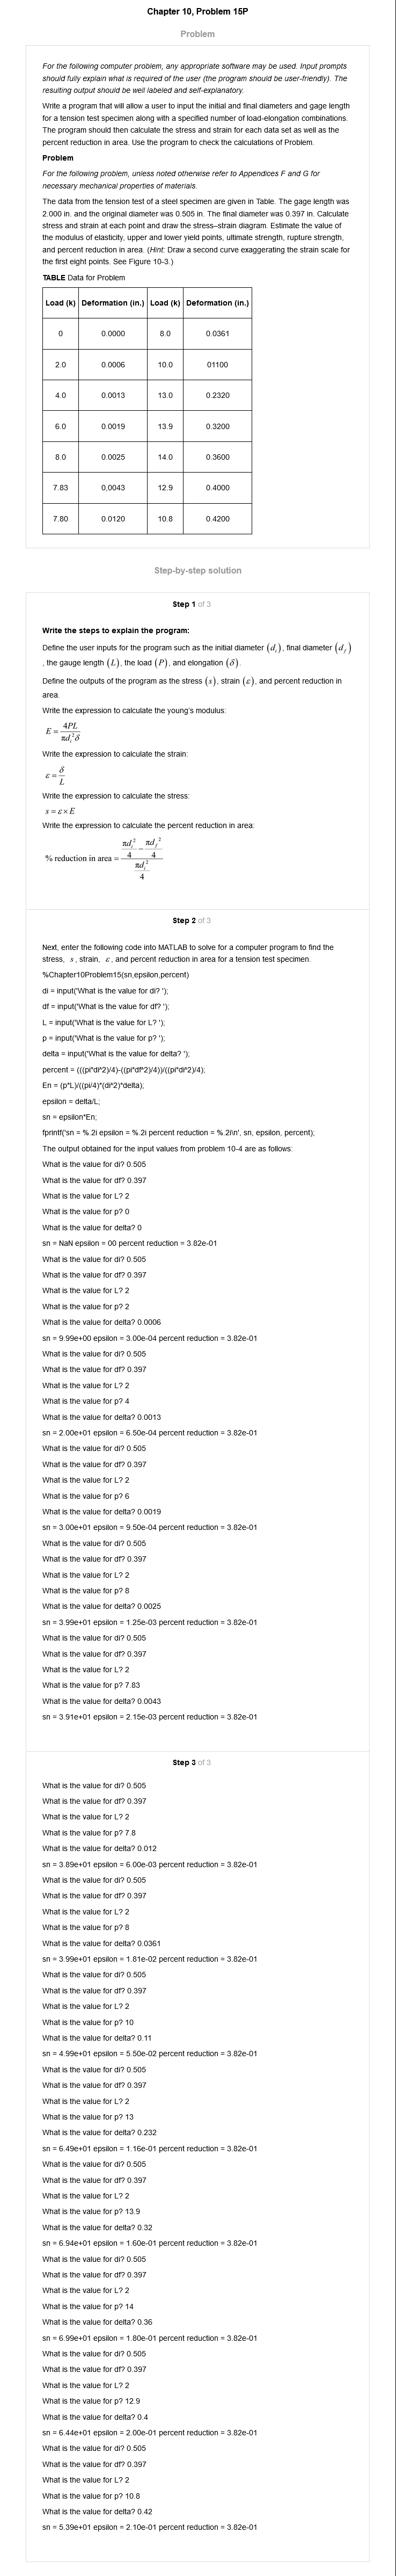 Chapter 10, Problem 15P
Problem
For the following computer problem, any appropriate software may be used. Input prompts
should fully explain what is required of the user (the program should be user-friendly). The
resulting output should be well labeled and self-explanatory.
Write a program that will allow a user to input the initial and final diameters and gage length
for a tension test specimen along with a specified number of load-elongation combinations.
The program should then calculate the stress and strain for each data set as well as the
percent reduction in area. Use the program to check the calculations of Problem.
Problem
For the following problem, unless noted otherwise refer to Appendices F and G for
necessary mechanical properties of materials.
The data from the tension test of a steel specimen are given in Table. The gage length was
2.000 in. and the original diameter was 0.505 in. The final diameter was 0.397 in. Calculate
stress and strain at each point and draw the stress–strain diagram. Estimate the value of
the modulus of elasticity, upper and lower yield points, ultimate strength, rupture strength,
and percent reduction in area. (Hint: Draw a second curve exaggerating the strain scale for
the first eight points. See Figure 10-3.)
TABLE Data for Problem
Load (k) Deformation (in.) Load (k) Deformation (in.)
0 0.0000 8.0 0.0361
2.0 0.0006 10.0 01100
4.0 0.0013 13.0 0.2320
6.0 0.0019 13.9 0.3200
8.0 0.0025 14.0 0.3600
7.83 0,0043 12.9 0.4000
7.80 0.0120 10.8 0.4200
Step-by-step solution
Step 1 of 3
Write the steps to explain the program:
Define the user inputs for the program such as the initial diameter (d_i), final diameter (d_f)
, the gauge length (L), the load (P), and elongation (δ).
Define the outputs of the program as the stress (s), strain (ε), and percent reduction in
area.
Write the expression to calculate the young's modulus:
E = 4PL / πd_i²δ
Write the expression to calculate the strain:
ε = δ / L
Write the expression to calculate the stress:
s = ε × E
Write the expression to calculate the percent reduction in area:
% reduction in area = (πd_i²/4 − πd_f²/4) / (πd_i²/4)
Step 2 of 3
Next, enter the following code into MATLAB to solve for a computer program to find the
stress, s, strain, ε, and percent reduction in area for a tension test specimen.
%Chapter10Problem15(sn,epsilon,percent)
di = input('What is the value for di? ');
df = input('What is the value for df? ');
L = input('What is the value for L? ');
p = input('What is the value for p? ');
delta = input('What is the value for delta? ');
percent = (((pi*di^2)/4)-((pi*df^2)/4))/((pi*di^2)/4);
En = (p*L)/((pi/4)*(di^2)*delta);
epsilon = delta/L;
sn = epsilon*En;
fprintf('sn = %.2i epsilon = %.2i percent reduction = %.2i\n', sn, epsilon, percent);
The output obtained for the input values from problem 10-4 are as follows:
What is the value for di? 0.505
What is the value for df? 0.397
What is the value for L? 2
What is the value for p? 0
What is the value for delta? 0
sn = NaN epsilon = 00 percent reduction = 3.82e-01
What is the value for di? 0.505
What is the value for df? 0.397
What is the value for L? 2
What is the value for p? 2
What is the value for delta? 0.0006
sn = 9.99e+00 epsilon = 3.00e-04 percent reduction = 3.82e-01
What is the value for di? 0.505
What is the value for df? 0.397
What is the value for L? 2
What is the value for p? 4
What is the value for delta? 0.0013
sn = 2.00e+01 epsilon = 6.50e-04 percent reduction = 3.82e-01
What is the value for di? 0.505
What is the value for df? 0.397
What is the value for L? 2
What is the value for p? 6
What is the value for delta? 0.0019
sn = 3.00e+01 epsilon = 9.50e-04 percent reduction = 3.82e-01
What is the value for di? 0.505
What is the value for df? 0.397
What is the value for L? 2
What is the value for p? 8
What is the value for delta? 0.0025
sn = 3.99e+01 epsilon = 1.25e-03 percent reduction = 3.82e-01
What is the value for di? 0.505
What is the value for df? 0.397
What is the value for L? 2
What is the value for p? 7.83
What is the value for delta? 0.0043
sn = 3.91e+01 epsilon = 2.15e-03 percent reduction = 3.82e-01
Step 3 of 3
What is the value for di? 0.505
What is the value for df? 0.397
What is the value for L? 2
What is the value for p? 7.8
What is the value for delta? 0.012
sn = 3.89e+01 epsilon = 6.00e-03 percent reduction = 3.82e-01
What is the value for di? 0.505
What is the value for df? 0.397
What is the value for L? 2
What is the value for p? 8
What is the value for delta? 0.0361
sn = 3.99e+01 epsilon = 1.81e-02 percent reduction = 3.82e-01
What is the value for di? 0.505
What is the value for df? 0.397
What is the value for L? 2
What is the value for p? 10
What is the value for delta? 0.11
sn = 4.99e+01 epsilon = 5.50e-02 percent reduction = 3.82e-01
What is the value for di? 0.505
What is the value for df? 0.397
What is the value for L? 2
What is the value for p? 13
What is the value for delta? 0.232
sn = 6.49e+01 epsilon = 1.16e-01 percent reduction = 3.82e-01
What is the value for di? 0.505
What is the value for df? 0.397
What is the value for L? 2
What is the value for p? 13.9
What is the value for delta? 0.32
sn = 6.94e+01 epsilon = 1.60e-01 percent reduction = 3.82e-01
What is the value for di? 0.505
What is the value for df? 0.397
What is the value for L? 2
What is the value for p? 14
What is the value for delta? 0.36
sn = 6.99e+01 epsilon = 1.80e-01 percent reduction = 3.82e-01
What is the value for di? 0.505
What is the value for df? 0.397
What is the value for L? 2
What is the value for p? 12.9
What is the value for delta? 0.4
sn = 6.44e+01 epsilon = 2.00e-01 percent reduction = 3.82e-01
What is the value for di? 0.505
What is the value for df? 0.397
What is the value for L? 2
What is the value for p? 10.8
What is the value for delta? 0.42
sn = 5.39e+01 epsilon = 2.10e-01 percent reduction = 3.82e-01